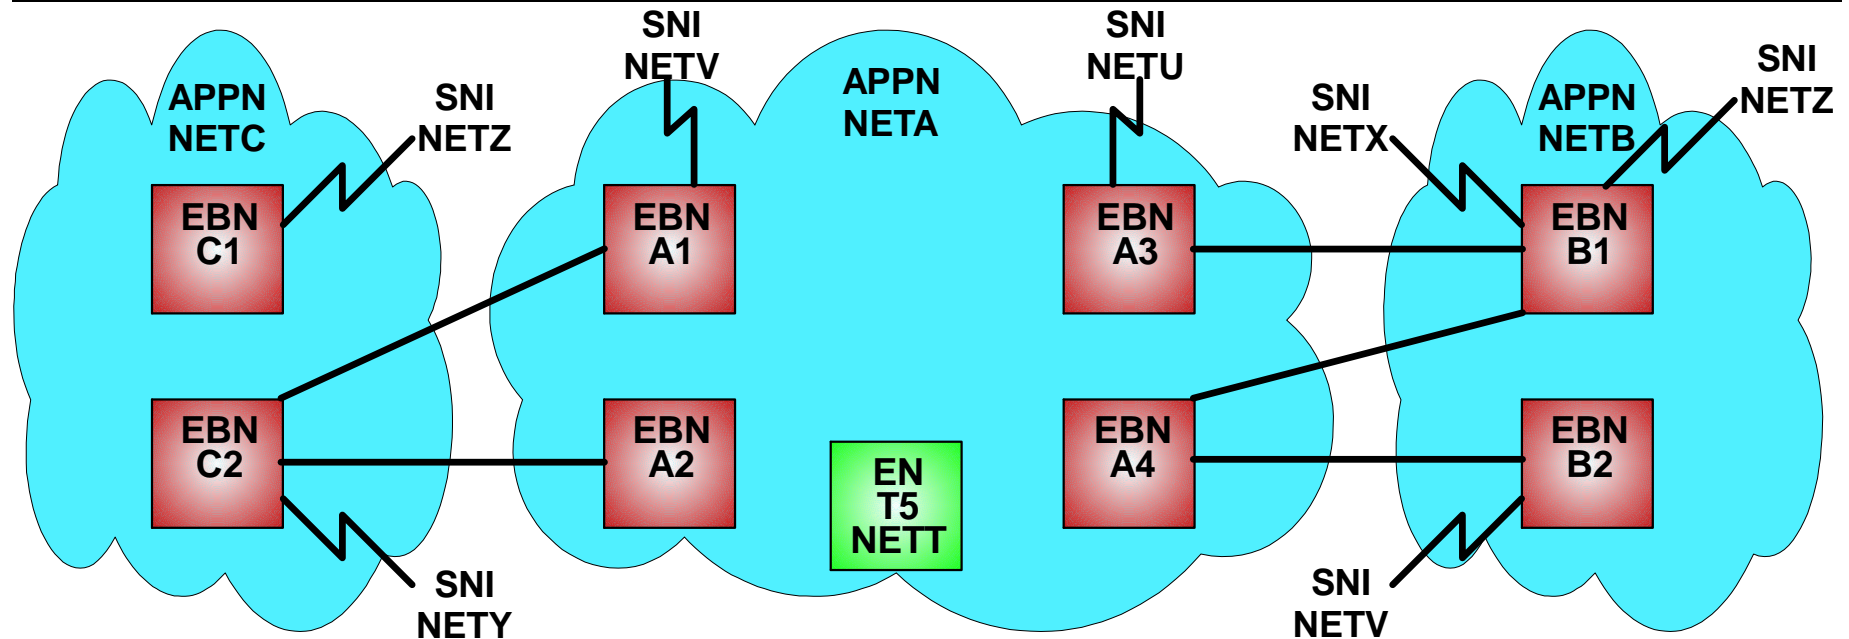 APPN
NETC
SNI
NETZ
EBN
C1
EBN
C2
SNI
NETY
SNI
NETV
APPN
NETA
SNI
NETU
EBN
A1
EBN
A2
EN
T5
NETT
EBN
A3
EBN
A4
SNI
NETX
APPN
NETB
SNI
NETZ
EBN
B1
EBN
B2
SNI
NETV